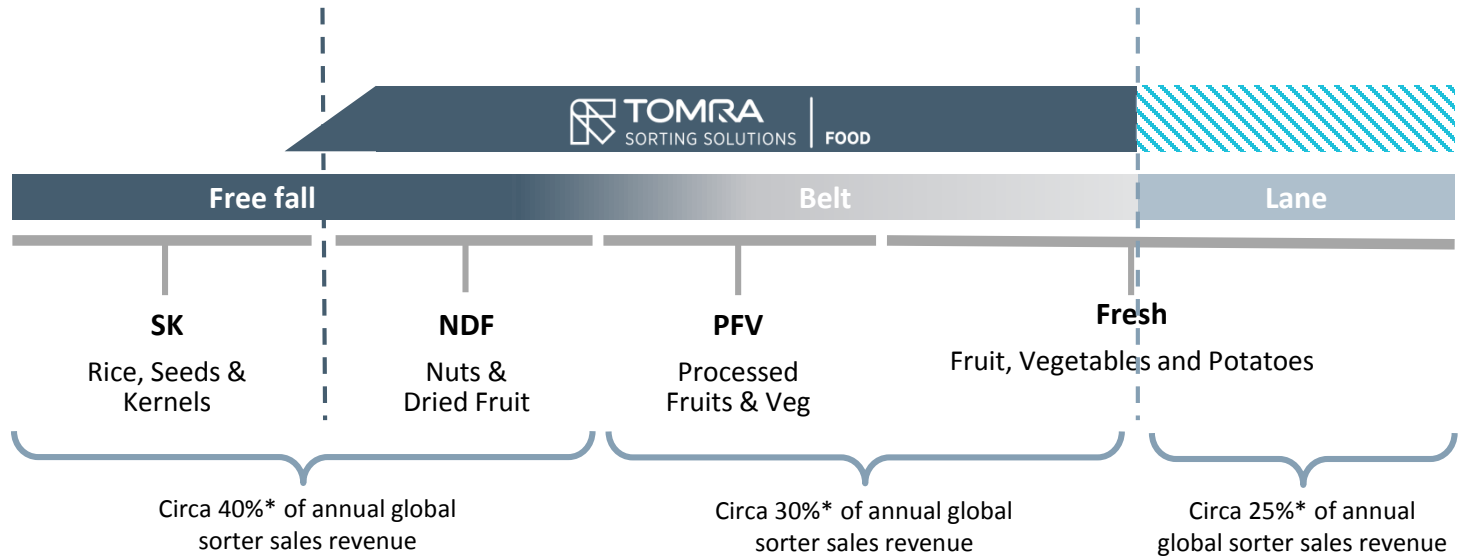 TOMRA
SORTING SOLUTIONS
FOOD
Free fall
Belt
Lane
SK
Rice, Seeds &
Kernels
NDF
Nuts &
Dried Fruit
PFV
Processed
Fruits & Veg
Fresh
Fruit, Vegetables and Potatoes
Circa 40%* of annual global
sorter sales revenue
Circa 30%* of annual global
sorter sales revenue
Circa 25%* of annual
global sorter sales revenue